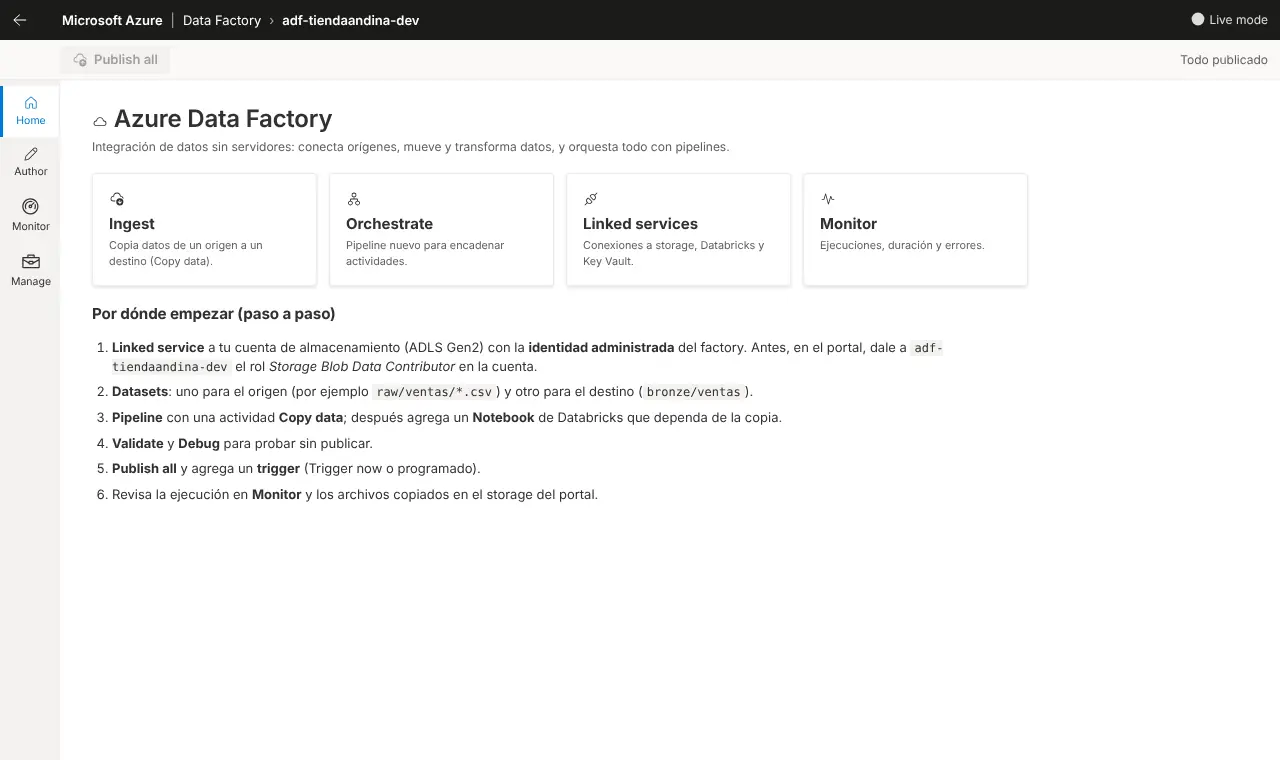 Microsoft Azure | Data Factory › adf-tiendaandina-dev
Live mode
Publish all
Todo publicado
Home
Author
Monitor
Manage
Azure Data Factory
Integración de datos sin servidores: conecta orígenes, mueve y transforma datos, y orquesta todo con pipelines.
Ingest
Copia datos de un origen a un
destino (Copy data).
Orchestrate
Pipeline nuevo para encadenar
actividades.
Linked services
Conexiones a storage, Databricks y
Key Vault.
Monitor
Ejecuciones, duración y errores.
Por dónde empezar (paso a paso)
1. Linked service a tu cuenta de almacenamiento (ADLS Gen2) con la identidad administrada del factory. Antes, en el portal, dale a adf-
tiendaandina-dev el rol Storage Blob Data Contributor en la cuenta.
2. Datasets: uno para el origen (por ejemplo raw/ventas/*.csv ) y otro para el destino ( bronze/ventas ).
3. Pipeline con una actividad Copy data; después agrega un Notebook de Databricks que dependa de la copia.
4. Validate y Debug para probar sin publicar.
5. Publish all y agrega un trigger (Trigger now o programado).
6. Revisa la ejecución en Monitor y los archivos copiados en el storage del portal.